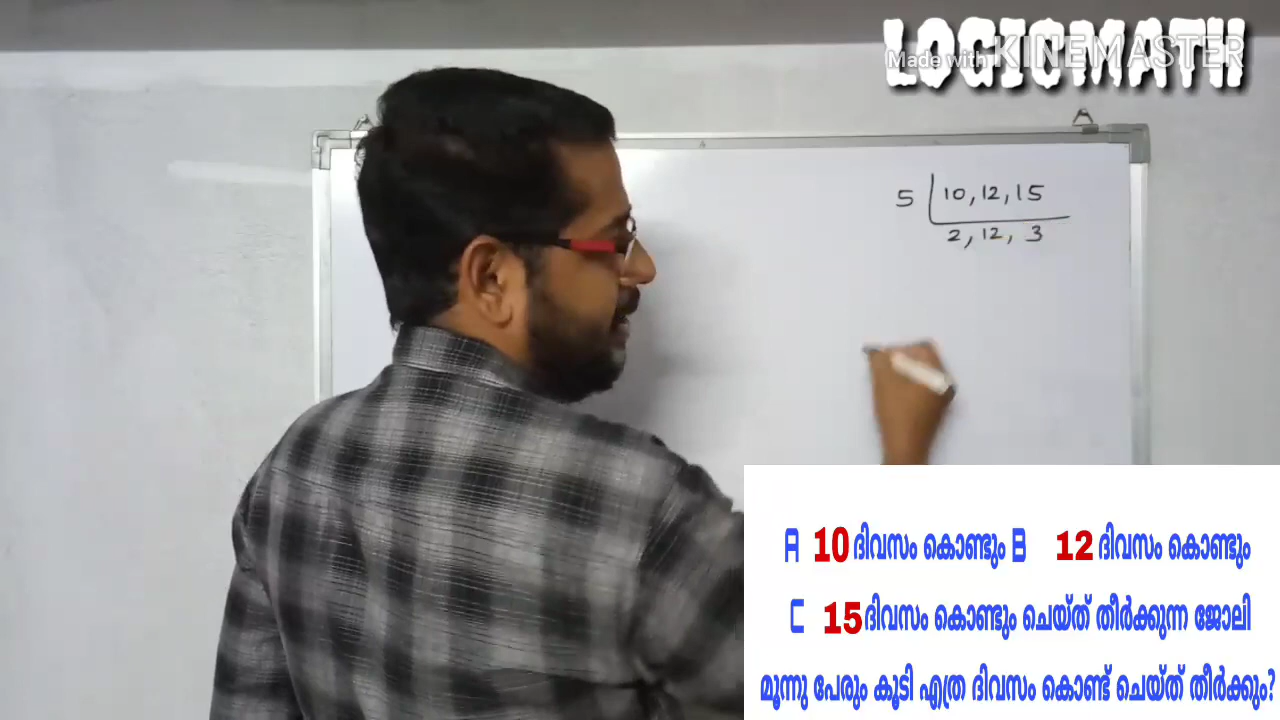 LOGICMATH
Made with KINEMASTER
5 10, 12, 15
2, 12, 3
A 10 ദിവസം കൊണ്ടും B 12 ദിവസം കൊണ്ടും
C 15 ദിവസം കൊണ്ടും ചെയ്ത് തീർക്കുന്ന ജോലി
മൂന്നു പേരും കൂടി എത്ര ദിവസം കൊണ്ട് ചെയ്ത് തീർക്കും?